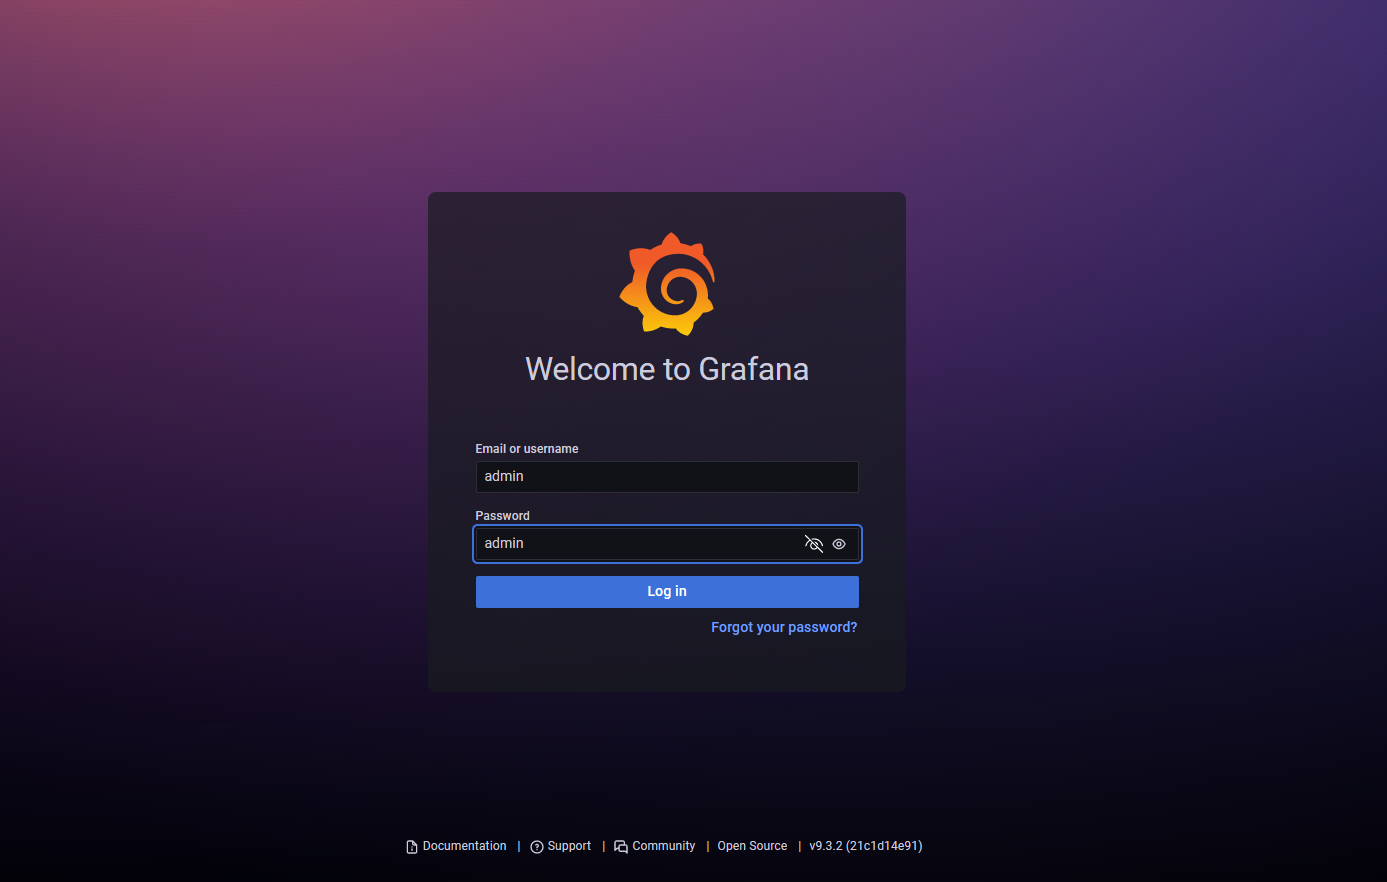 Welcome to Grafana
Email or username
admin
Password
admin
Log in
Forgot your password?
Documentation | Support | Community | Open Source | v9.3.2 (21c1d14e91)